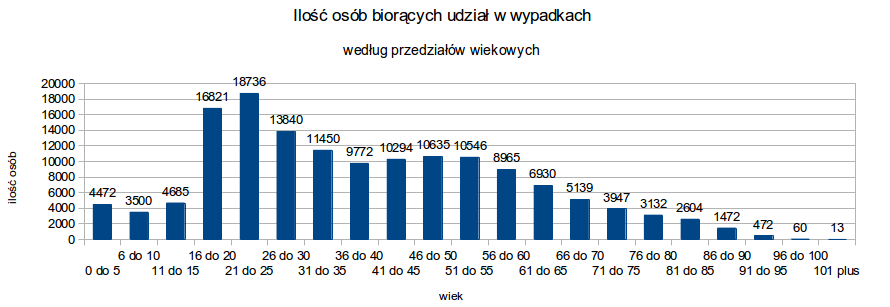 Ilość osób biorących udział w wypadkach
według przedziałów wiekowych
20000
18000
16000
14000
12000
10000
8000
6000
4000
2000
0
ilość osób
4472 3500 4685 16821 18736 13840 11450 9772 10294 10635 10546 8965 6930 5139 3947 3132 2604 1472 472 60 13
6 do 10 16 do 20 26 do 30 36 do 40 46 do 50 56 do 60 66 do 70 76 do 80 86 do 90 96 do 100
0 do 5 11 do 15 21 do 25 31 do 35 41 do 45 51 do 55 61 do 65 71 do 75 81 do 85 91 do 95 101 plus
wiek